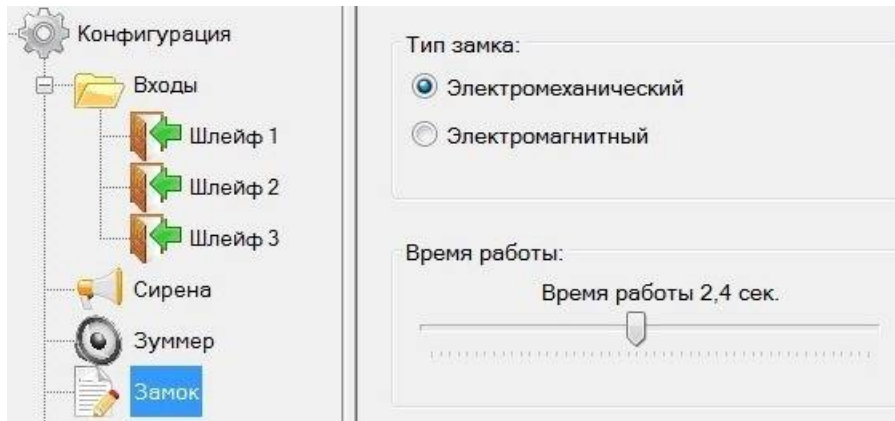 Конфигурация
Входы
Шлейф 1
Шлейф 2
Шлейф 3
Сирена
Зуммер
Замок
Тип замка:
Электромеханический
Электромагнитный
Время работы:
Время работы 2,4 сек.